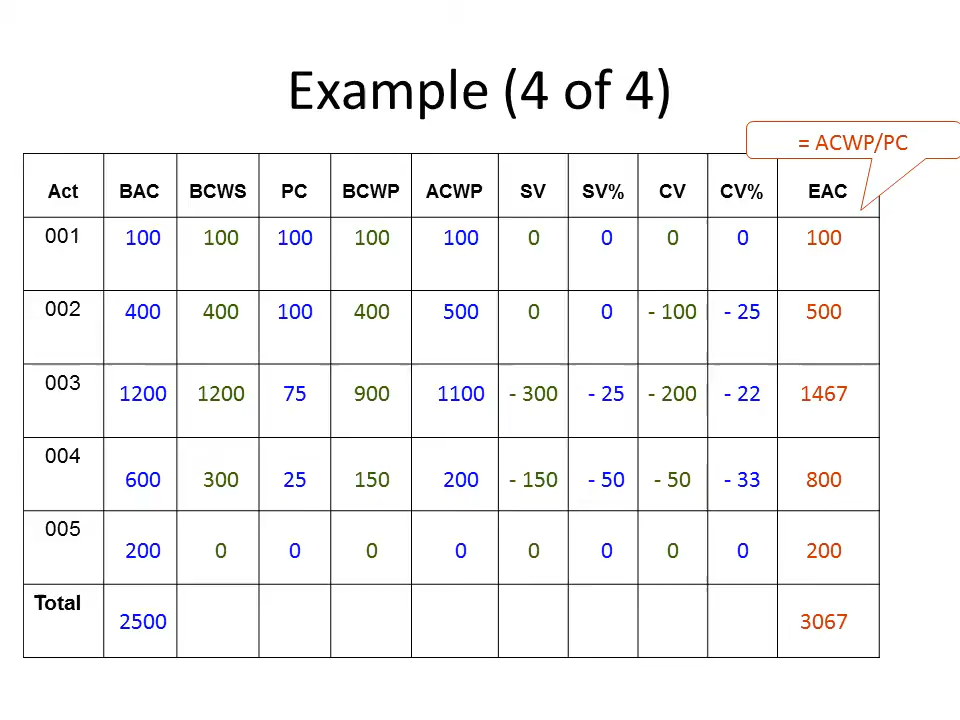 Example (4 of 4)
= ACWP/PC
Act BAC BCWS PC BCWP ACWP SV SV% CV CV% EAC
001 100 100 100 100 100 0 0 0 0 100
002 400 400 100 400 500 0 0 - 100 - 25 500
003 1200 1200 75 900 1100 - 300 - 25 - 200 - 22 1467
004 600 300 25 150 200 - 150 - 50 - 50 - 33 800
005 200 0 0 0 0 0 0 0 0 200
Total 2500 3067